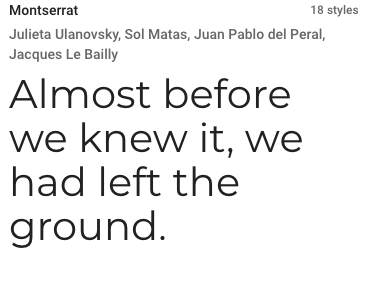 Montserrat 18 styles
Julieta Ulanovsky, Sol Matas, Juan Pablo del Peral,
Jacques Le Bailly
Almost before
we knew it, we
had left the
ground.